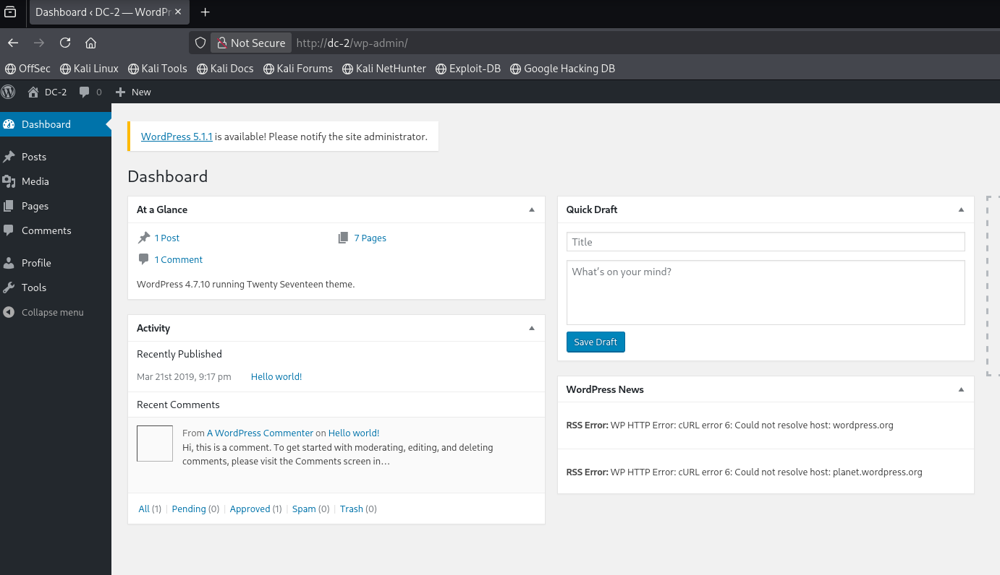 Dashboard ‹ DC-2 — WordPr
Not Secure http://dc-2/wp-admin/
OffSec Kali Linux Kali Tools Kali Docs Kali Forums Kali NetHunter Exploit-DB Google Hacking DB
DC-2 0 New
Dashboard
Posts
Media
Pages
Comments
Profile
Tools
Collapse menu
WordPress 5.1.1 is available! Please notify the site administrator.
Dashboard
At a Glance
1 Post 7 Pages
1 Comment
WordPress 4.7.10 running Twenty Seventeen theme.
Activity
Recently Published
Mar 21st 2019, 9:17 pm Hello world!
Recent Comments
From A WordPress Commenter on Hello world!
Hi, this is a comment. To get started with moderating, editing, and deleting
comments, please visit the Comments screen in…
All (1) | Pending (0) | Approved (1) | Spam (0) | Trash (0)
Quick Draft
Title
What's on your mind?
Save Draft
WordPress News
RSS Error: WP HTTP Error: cURL error 6: Could not resolve host: wordpress.org
RSS Error: WP HTTP Error: cURL error 6: Could not resolve host: planet.wordpress.org